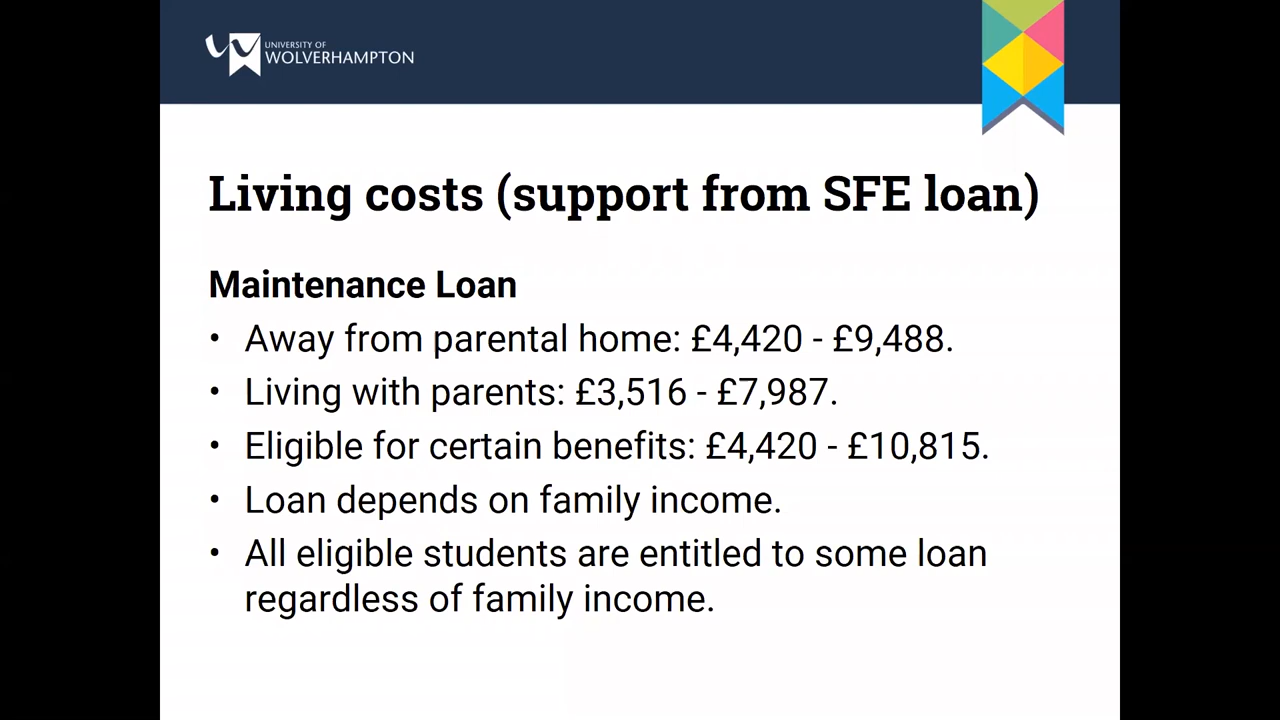 UNIVERSITY OF
WOLVERHAMPTON
Living costs (support from SFE loan)
Maintenance Loan
• Away from parental home: £4,420 - £9,488.
• Living with parents: £3,516 - £7,987.
• Eligible for certain benefits: £4,420 - £10,815.
• Loan depends on family income.
• All eligible students are entitled to some loan
regardless of family income.